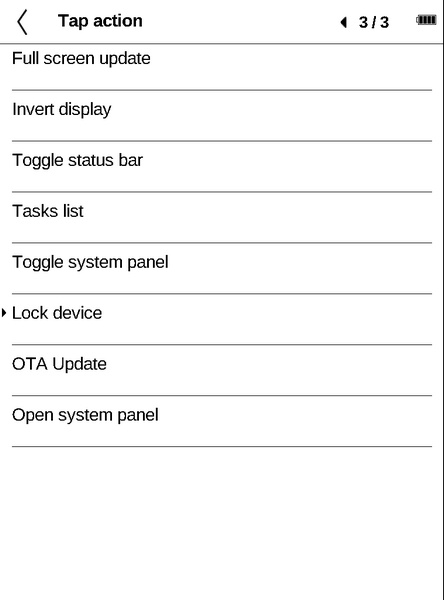 Tap action
3 / 3
Full screen update
Invert display
Toggle status bar
Tasks list
Toggle system panel
Lock device
OTA Update
Open system panel